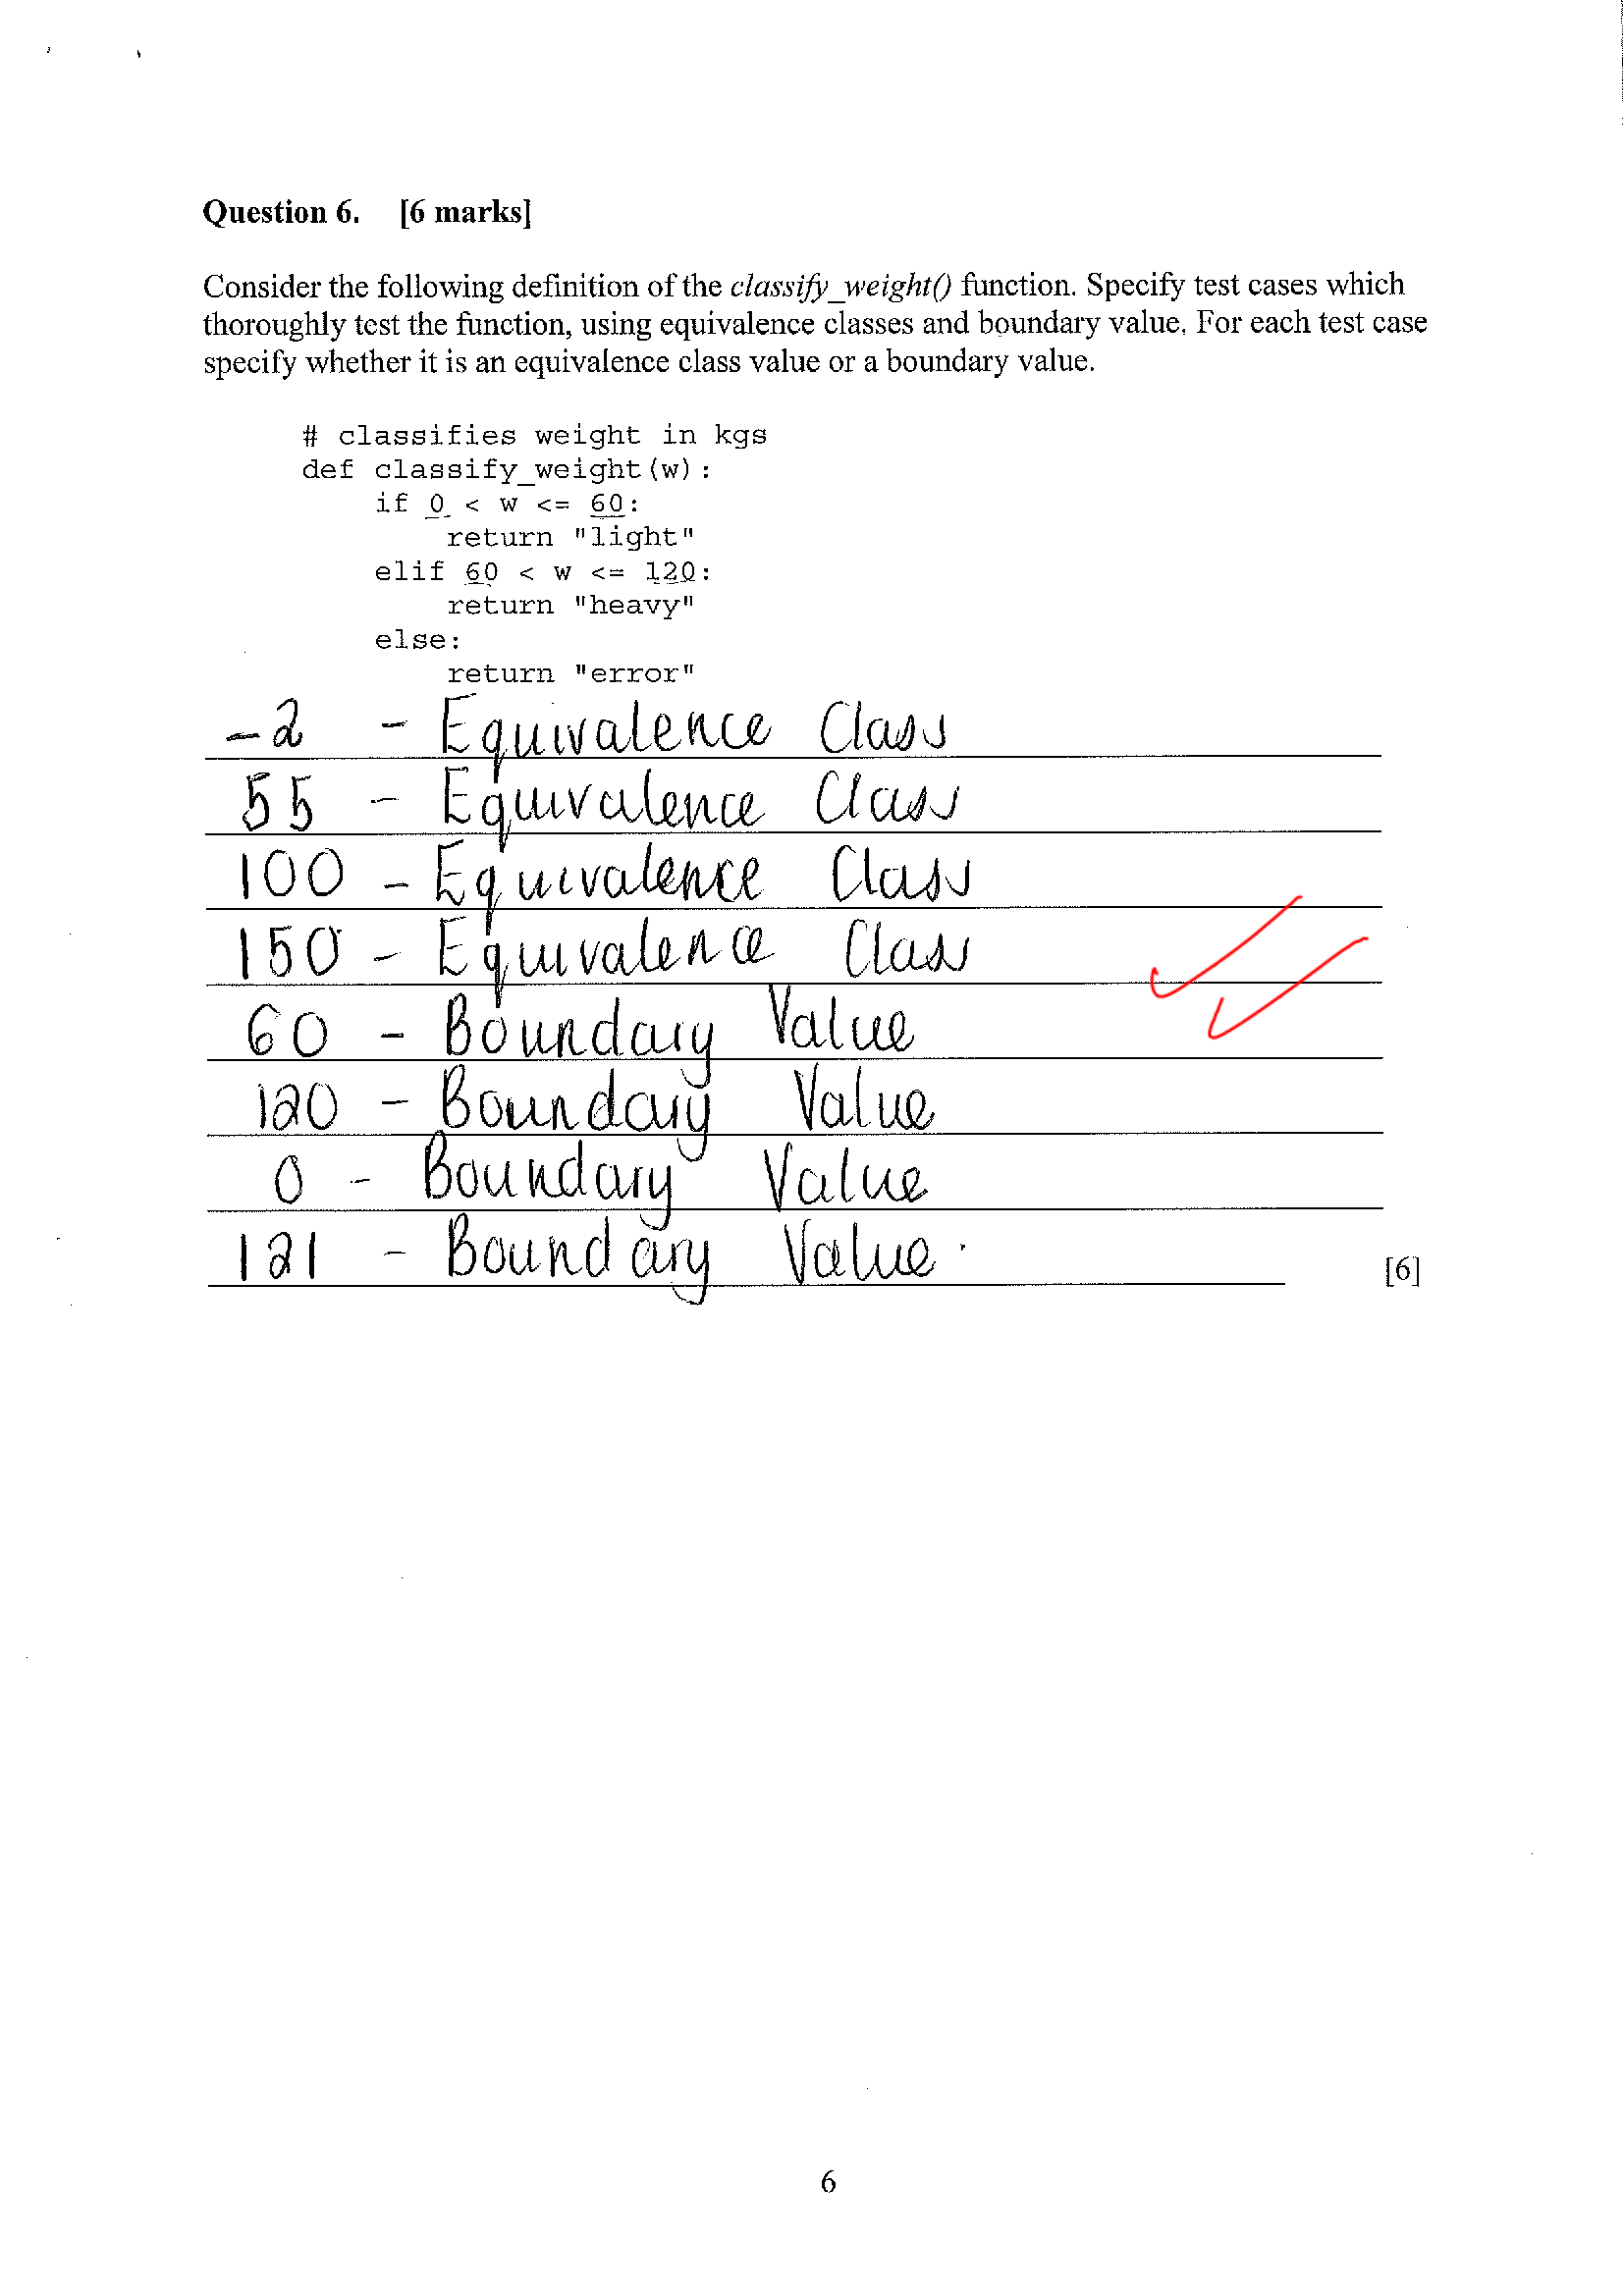 Question 6. [6 marks]
Consider the following definition of the classify_weight() function. Specify test cases which
thoroughly test the function, using equivalence classes and boundary value. For each test case
specify whether it is an equivalence class value or a boundary value.
# classifies weight in kgs
def classify_weight(w):
    if 0 < w <= 60:
        return "light"
    elif 60 < w <= 120:
        return "heavy"
    else:
        return "error"
-2 - Equivalence Class
55 - Equivalence Class
100 - Equivalence Class
150 - Equivalence Class
60 - Boundary Value
120 - Boundary Value
0 - Boundary Value
121 - Boundary Value.
[6]
6